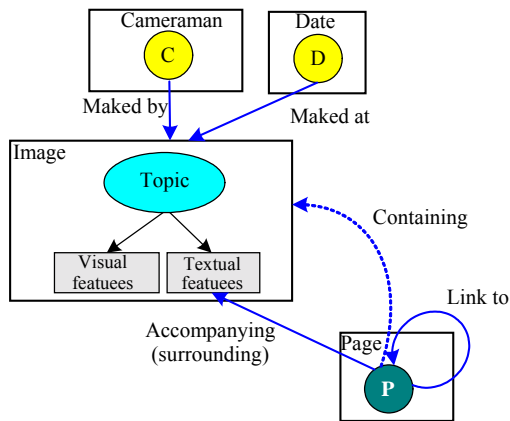 Cameraman
Date
C
D
Maked by
Maked at
Image
Topic
Containing
Visual
featuees
Textual
featuees
Link to
Accompanying
(surrounding)
Page
P